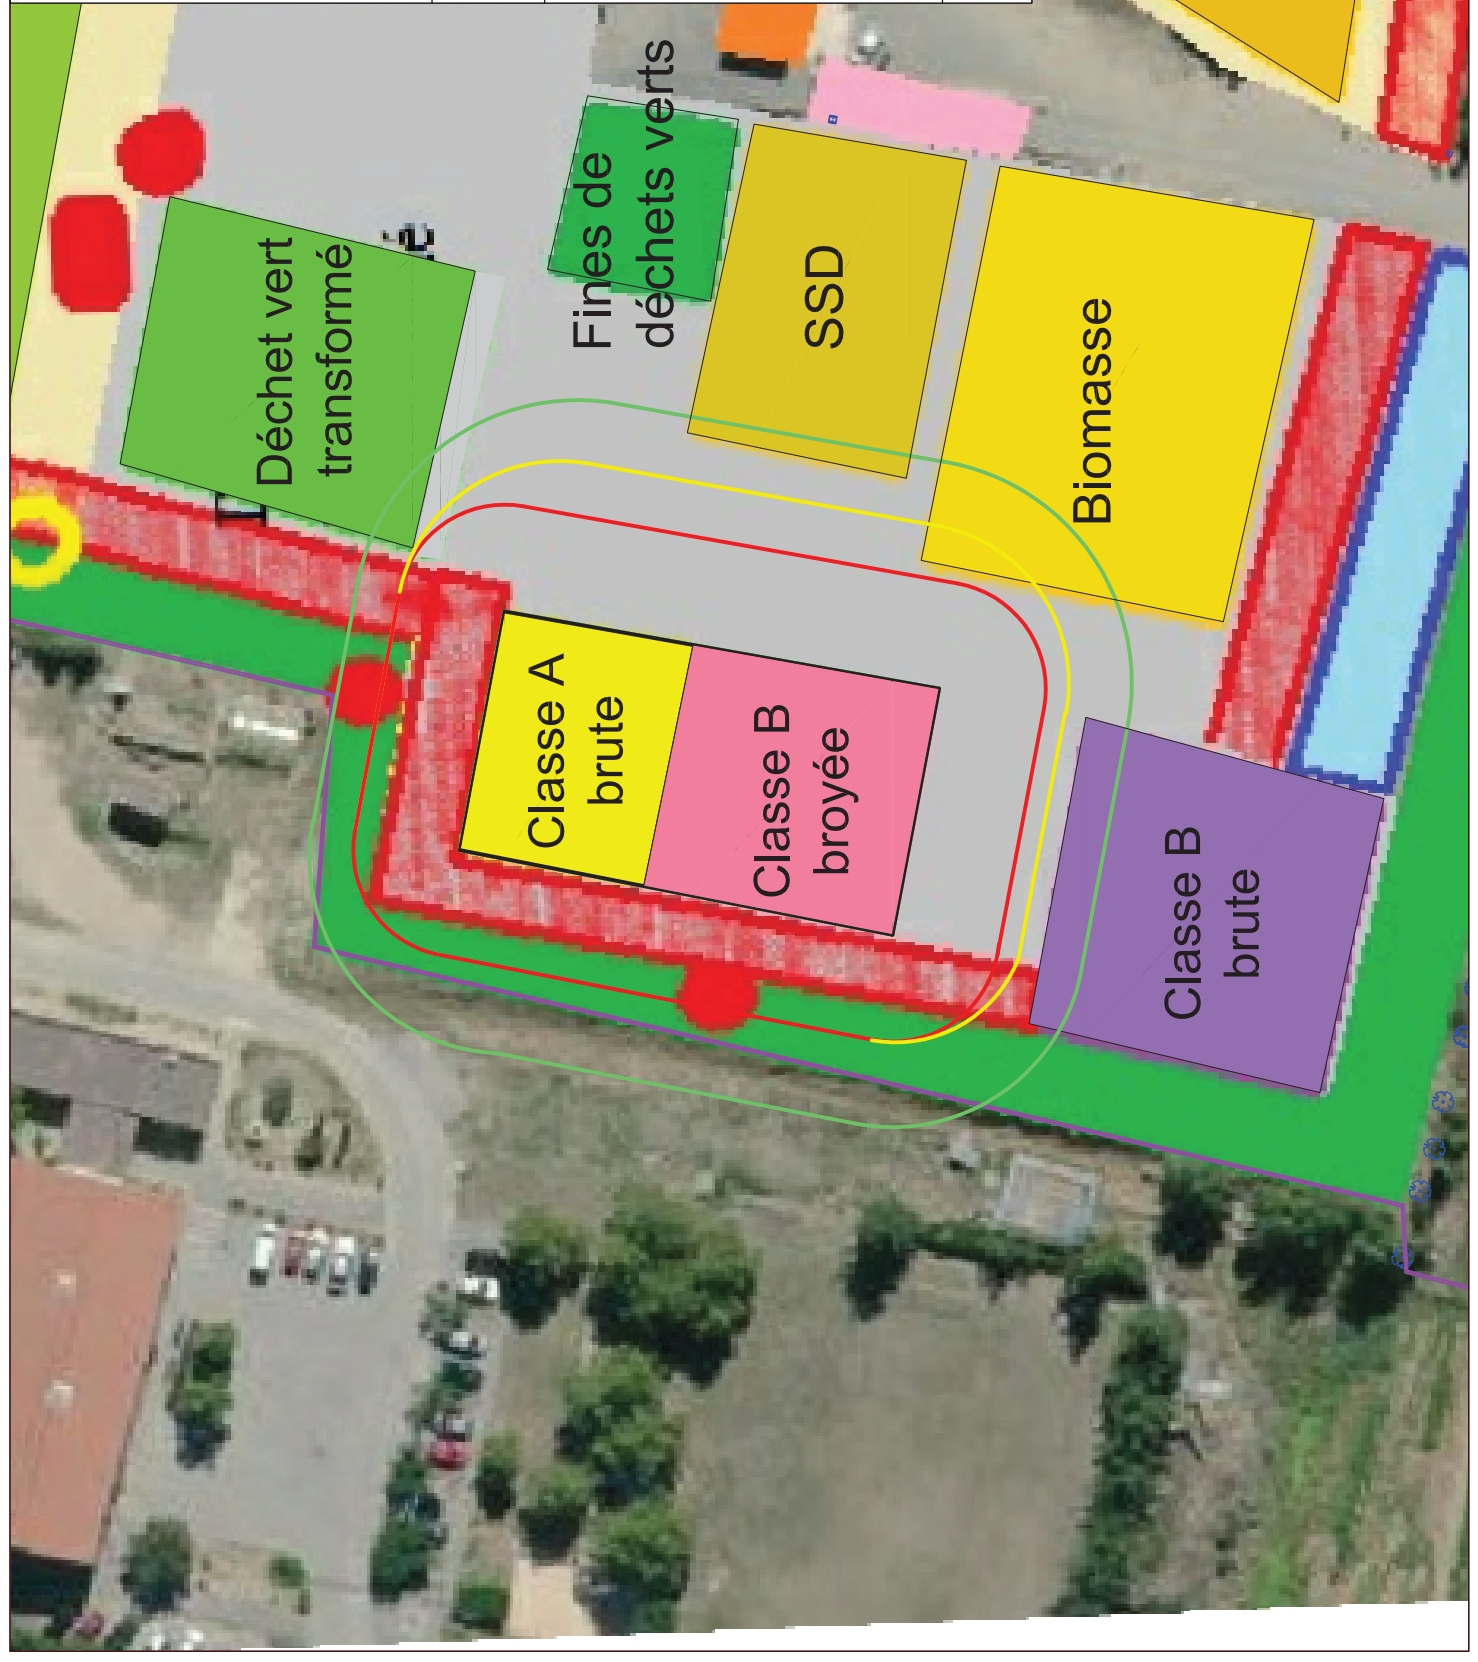 Déchet vert
transformé
é
Fines de
déchets verts
SSD
Biomasse
Classe A
brute
Classe B
broyée
Classe B
brute